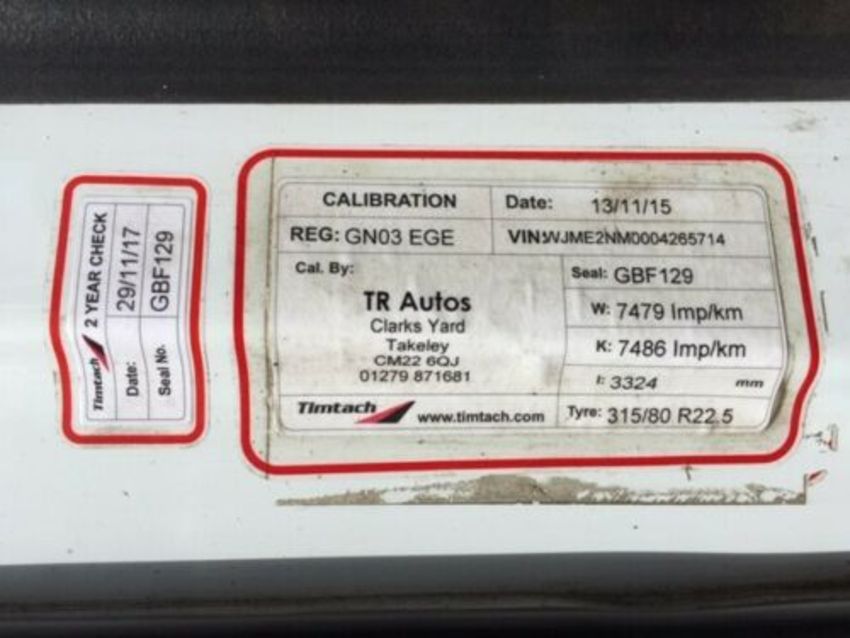 Timtach 2 YEAR CHECK
Date: 29/11/17
Seal No. GBF129
CALIBRATION Date: 13/11/15
REG: GN03 EGE VIN: WJME2NM0004265714
Cal. By: Seal: GBF129
TR Autos
Clarks Yard
Takeley
CM22 6QJ
01279 871681
W: 7479 Imp/km
K: 7486 Imp/km
l: 3324 mm
Timtach www.timtach.com Tyre: 315/80 R22.5